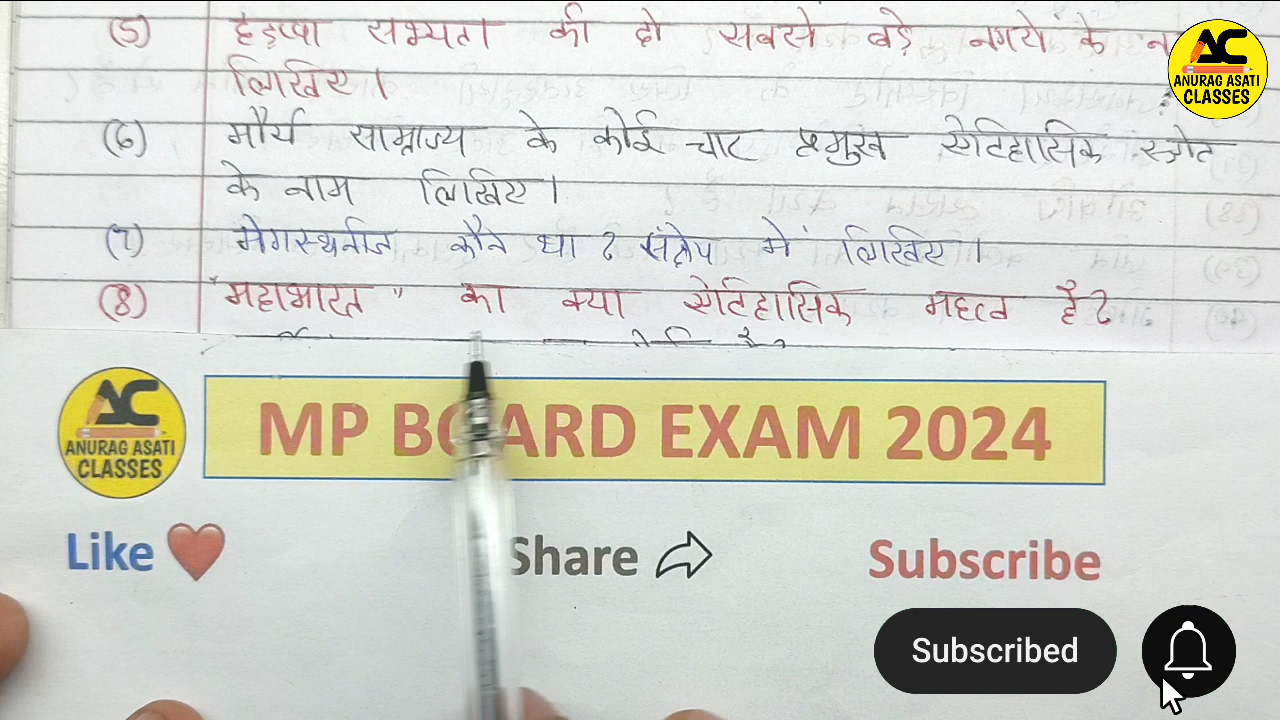 (5) हड़प्पा सभ्यता की दो सबसे बड़े नगरों के
लिखिए।
(6) मौर्य साम्राज्य के कोई चार प्रमुख ऐतिहासिक स्त्रोत
के नाम लिखिए।
(7) मेगस्थनीज कौन था ? संक्षेप में लिखिए।
(8) "महाभारत" का क्या ऐतिहासिक महत्व है?
AC
ANURAG ASATI
CLASSES
AC
ANURAG ASATI
CLASSES
MP BOARD EXAM 2024
Like Share Subscribe
Subscribed